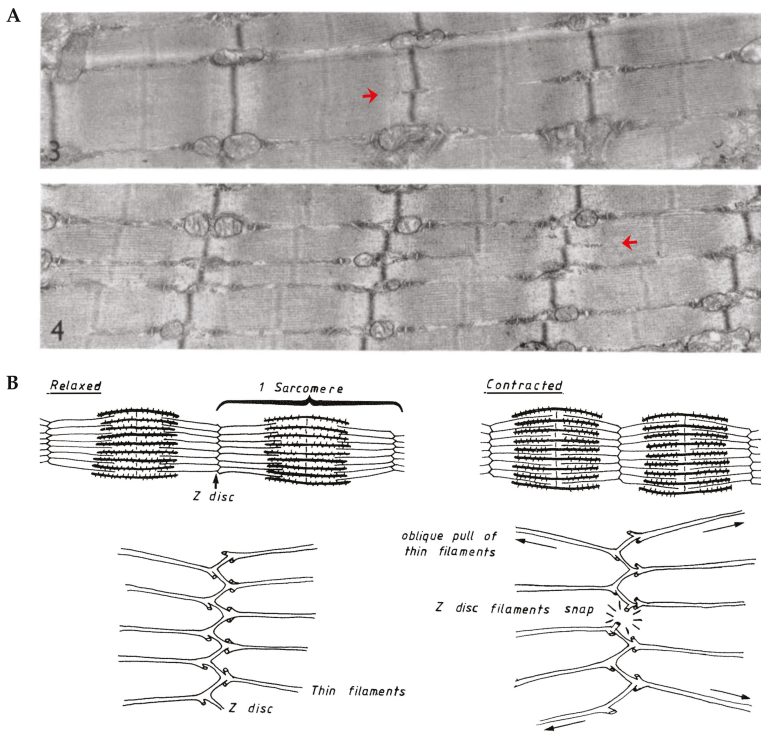 A
3
4
B
Relaxed
1 Sarcomere
Contracted
Z disc
oblique pull of
thin filaments
Z disc filaments snap
Thin filaments
Z disc